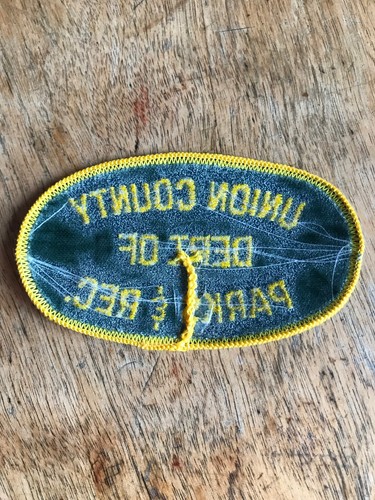 UNION COUNTY
DEPT OF
PARKS & REC.